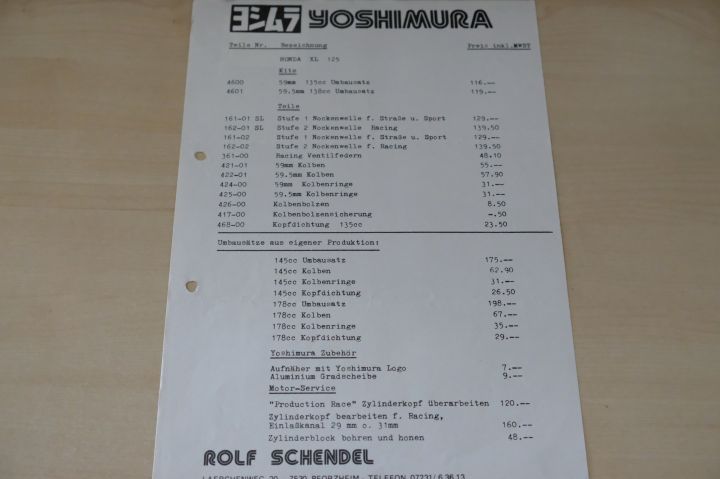 ヨシムラ YOSHIMURA
Teile Nr. Bezeichnung Preis inkl.MWST
HONDA XL 125
Kits
4600 59mm 135cc Umbausatz 116.--
4601 59.5mm 138cc Umbausatz 119.--
Teile
161-01 SL Stufe 1 Nockenwelle f. Straße u. Sport 129.--
162-01 SL Stufe 2 Nockenwelle Racing 139.50
161-02 Stufe 1 Nockenwelle f. Straße u. Sport 129.--
162-02 Stufe 2 Nockenwelle f. Racing 139.50
361-00 Racing Ventilfedern 48.10
421-01 59mm Kolben 55.--
422-01 59.5mm Kolben 57.90
424-00 59mm Kolbenringe 31.--
425-00 59.5mm Kolbenringe 31.--
426-00 Kolbenbolzen 8.50
417-00 Kolbenbolzensicherung -.50
468-00 Kopfdichtung 135cc 23.50
Umbausätze aus eigener Produktion:
145cc Umbausatz 175.--
145cc Kolben 62.90
145cc Kolbenringe 31.--
145cc Kopfdichtung 26.50
178cc Umbausatz 198.--
178cc Kolben 67.--
178cc Kolbenringe 35.--
178cc Kopfdichtung 29.--
Yoshimura Zubehör
Aufnäher mit Yoshimura Logo 7.--
Aluminium Gradscheibe 9.--
Motor-Service
"Production Race" Zylinderkopf überarbeiten 120.--
Zylinderkopf bearbeiten f. Racing,
Einlaßkanal 29 mm o. 31mm 160.--
Zylinderblock bohren und honen 48.--
ROLF SCHENDEL
7530 PFORZHEIM TELEFON 07231/6 36 13